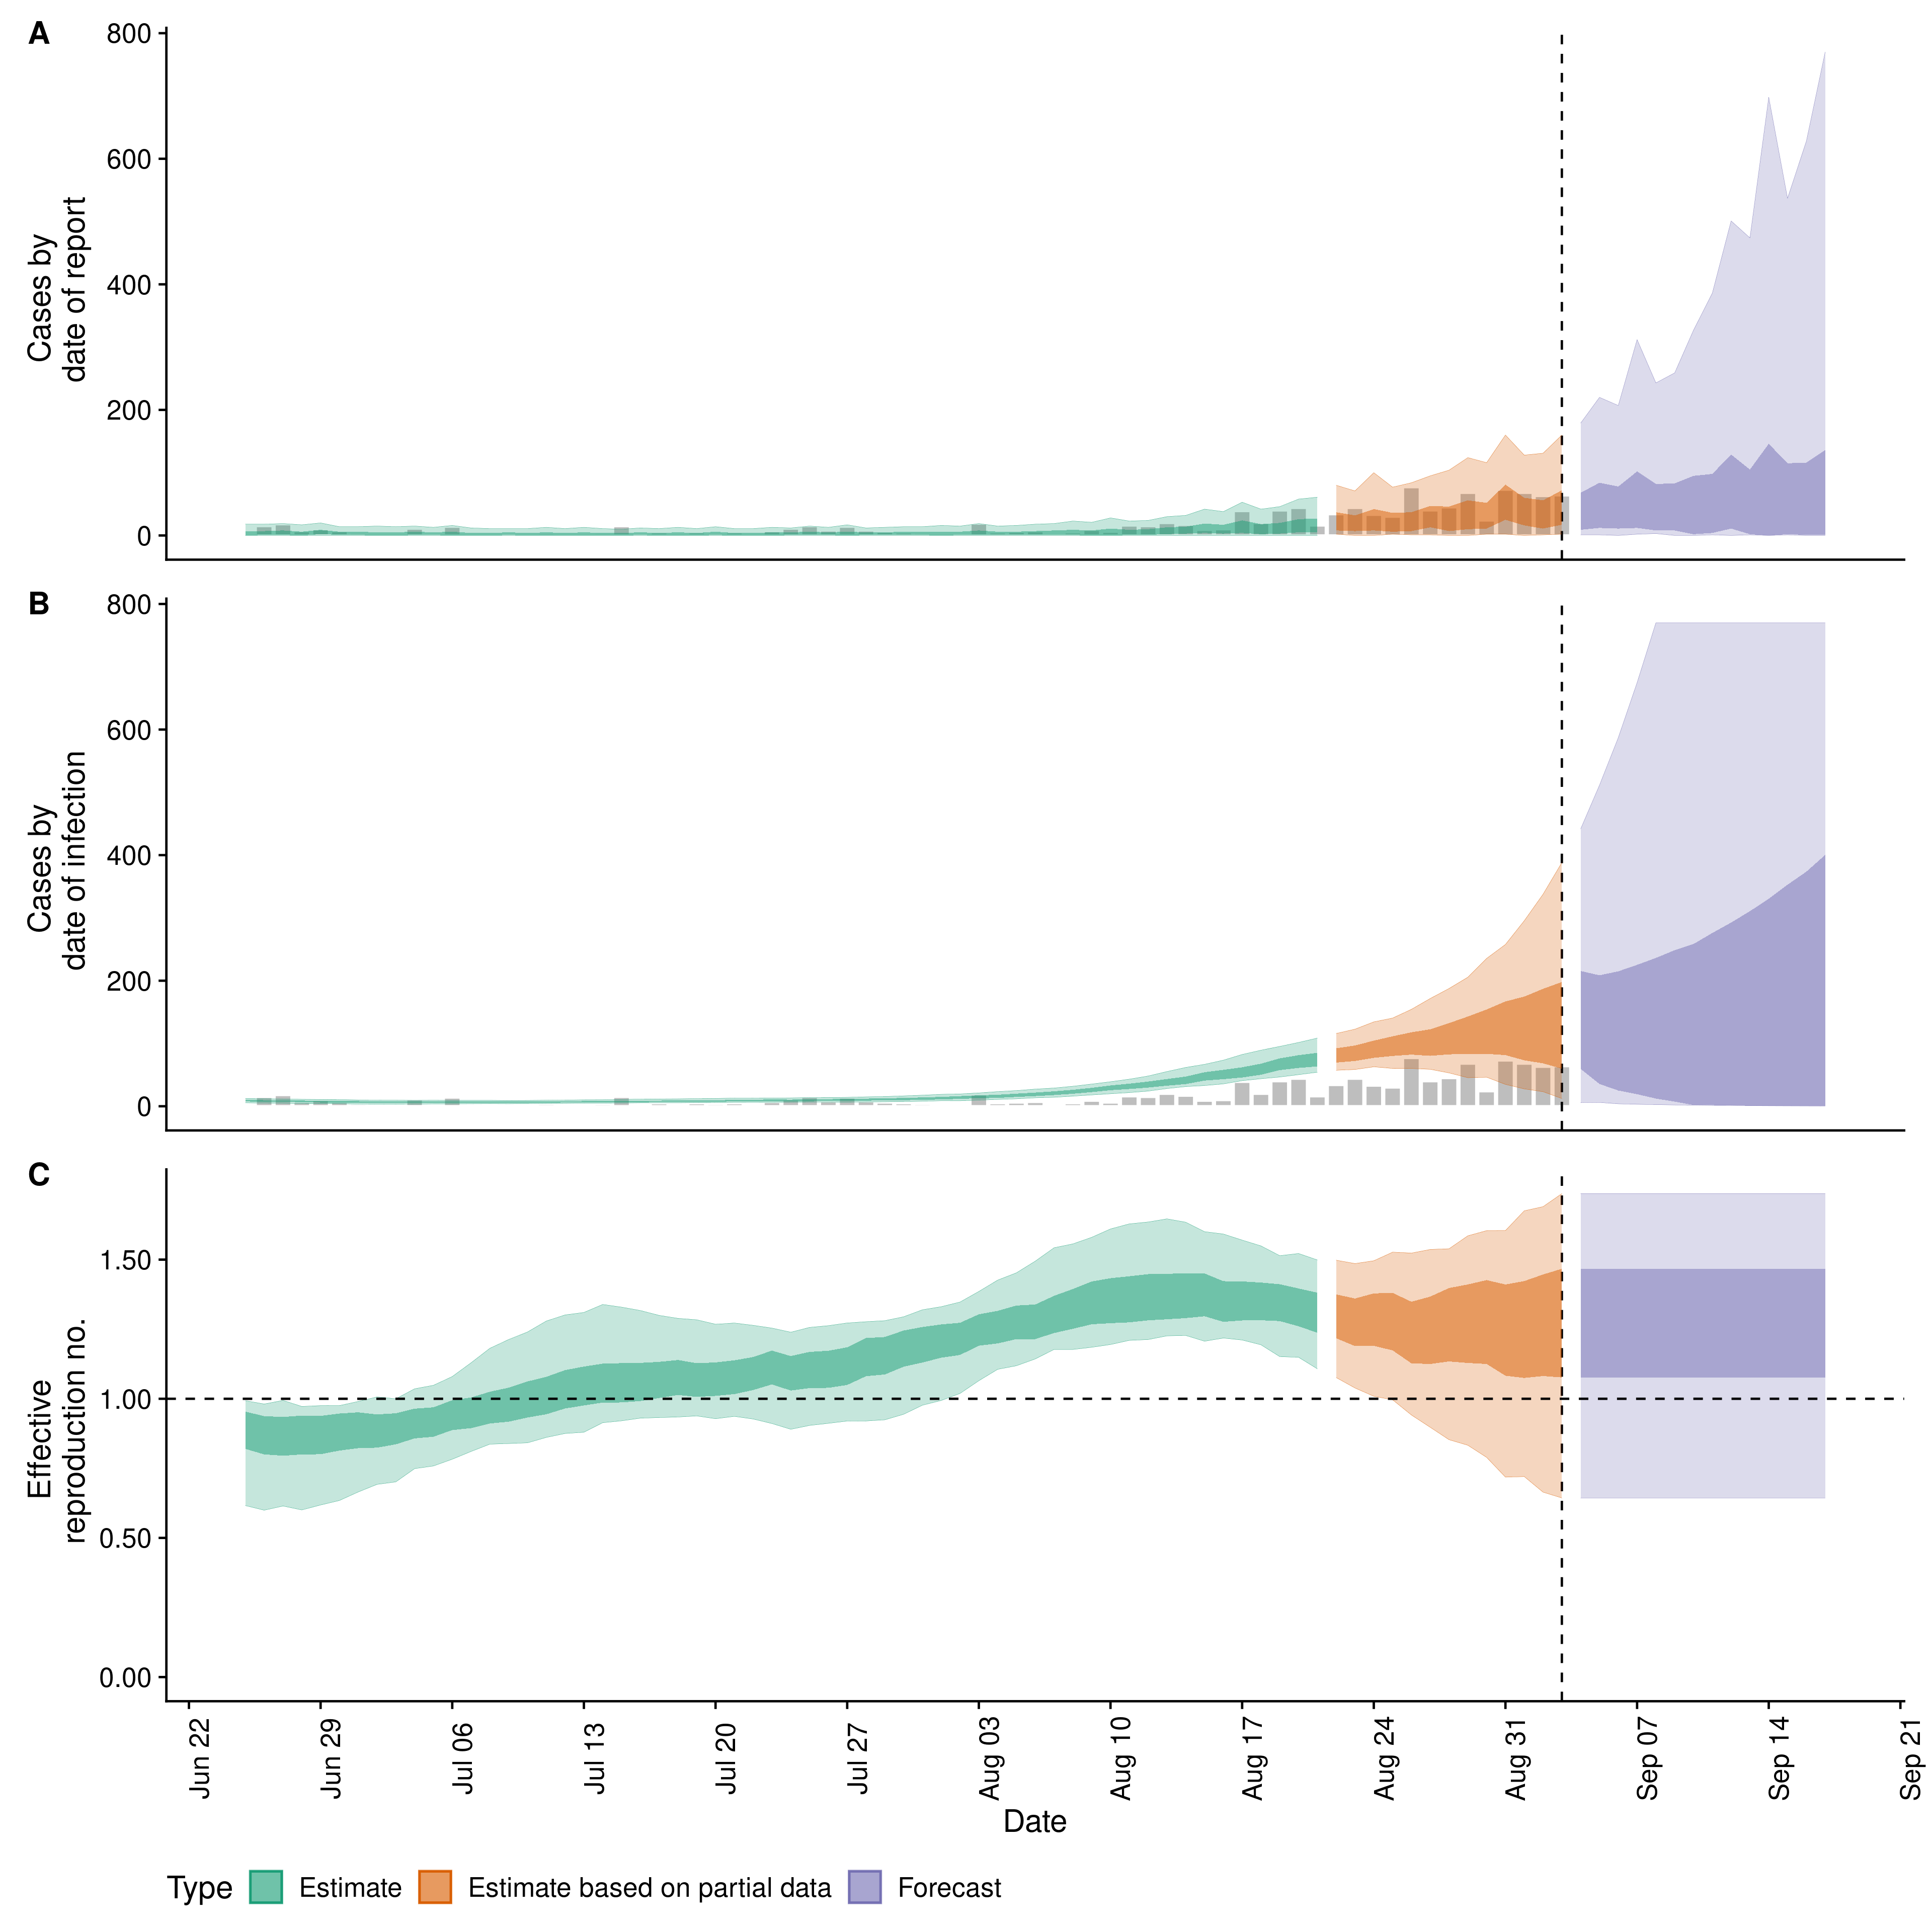 A
800
600
400
200
0
Cases by
date of report
B
800
600
400
200
0
Cases by
date of infection
C
1.50
1.00
0.50
0.00
Effective
reproduction no.
Jun 22
Jun 29
Jul 06
Jul 13
Jul 20
Jul 27
Aug 03
Aug 10
Aug 17
Aug 24
Aug 31
Sep 07
Sep 14
Sep 21
Date
Type Estimate Estimate based on partial data Forecast